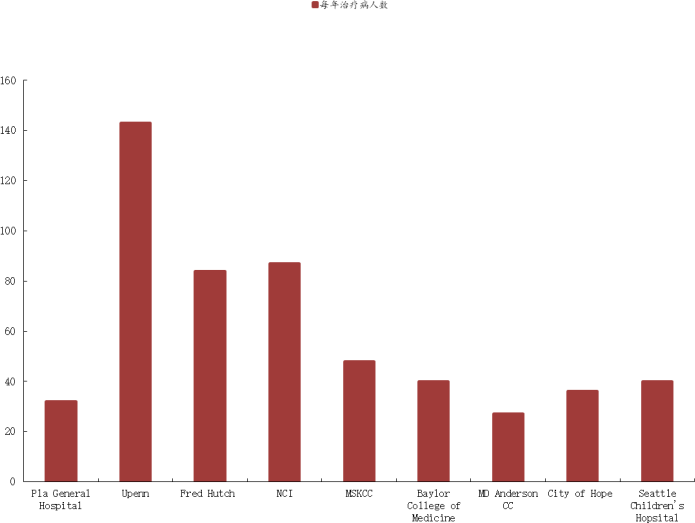 每年治疗病人数
160
140
120
100
80
60
40
20
0
Pla General
Hospital
Upenn
Fred Hutch
NCI
MSKCC
Baylor
College of
Medicine
MD Anderson
CC
City of Hope
Seattle
Children's
Hopsital